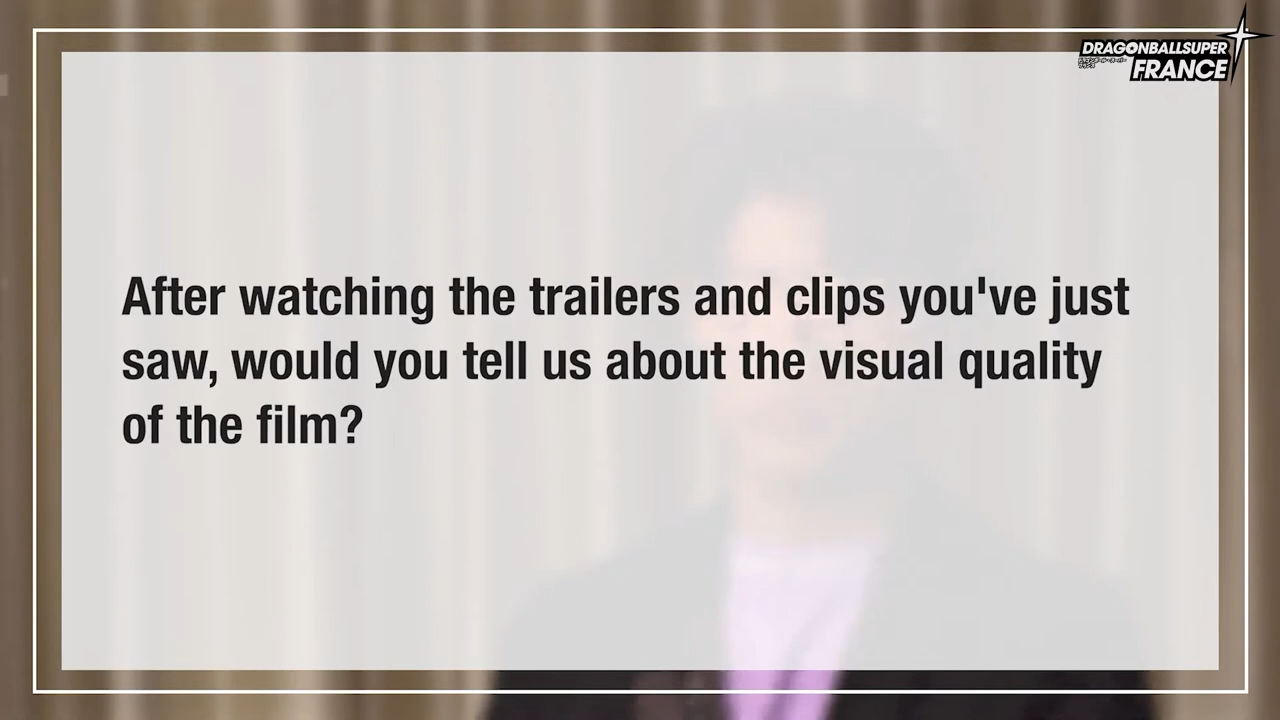 DRAGONBALLSUPER
FRANCE
After watching the trailers and clips you've just
saw, would you tell us about the visual quality
of the film?